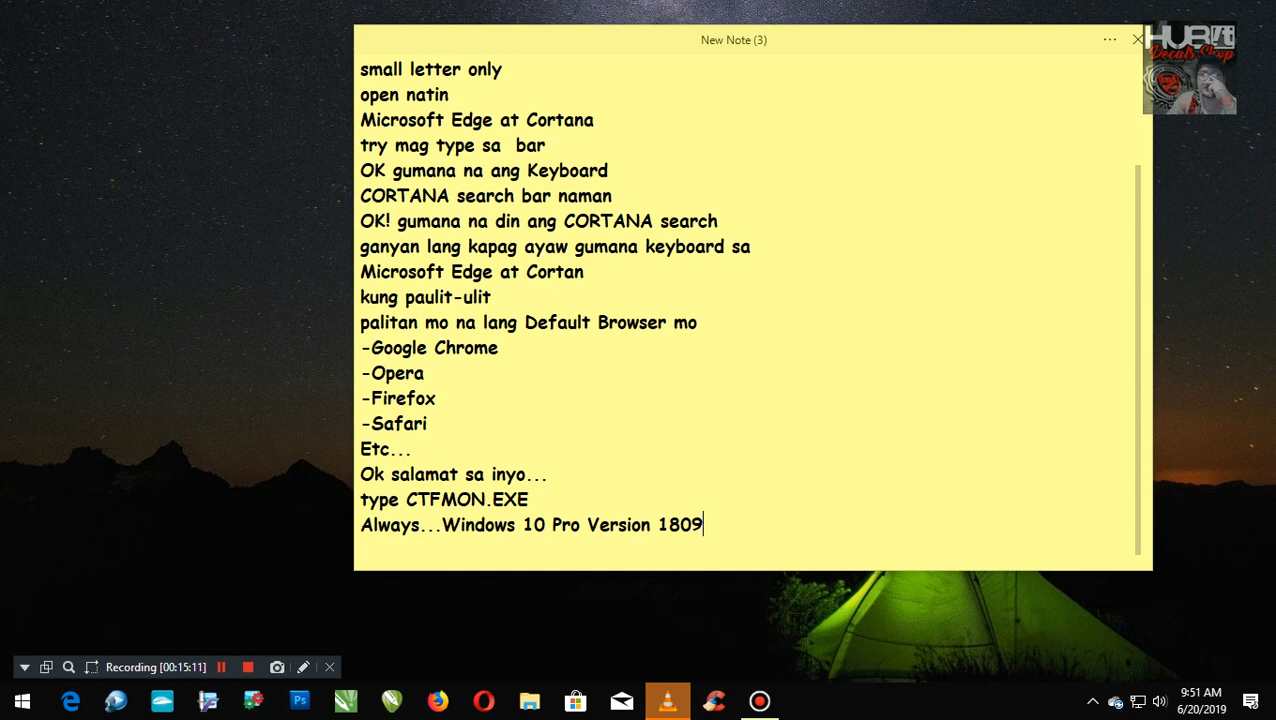 New Note (3)
HUB
Decals Shop
small letter only
open natin
Microsoft Edge at Cortana
try mag type sa  bar
OK gumana na ang Keyboard
CORTANA search bar naman
OK! gumana na din ang CORTANA search
ganyan lang kapag ayaw gumana keyboard sa
Microsoft Edge at Cortan
kung paulit-ulit
palitan mo na lang Default Browser mo
-Google Chrome
-Opera
-Firefox
-Safari
Etc...
Ok salamat sa inyo...
type CTFMON.EXE
Always...Windows 10 Pro Version 1809
Recording [00:15:11]
Ps
9:51 AM
6/20/2019